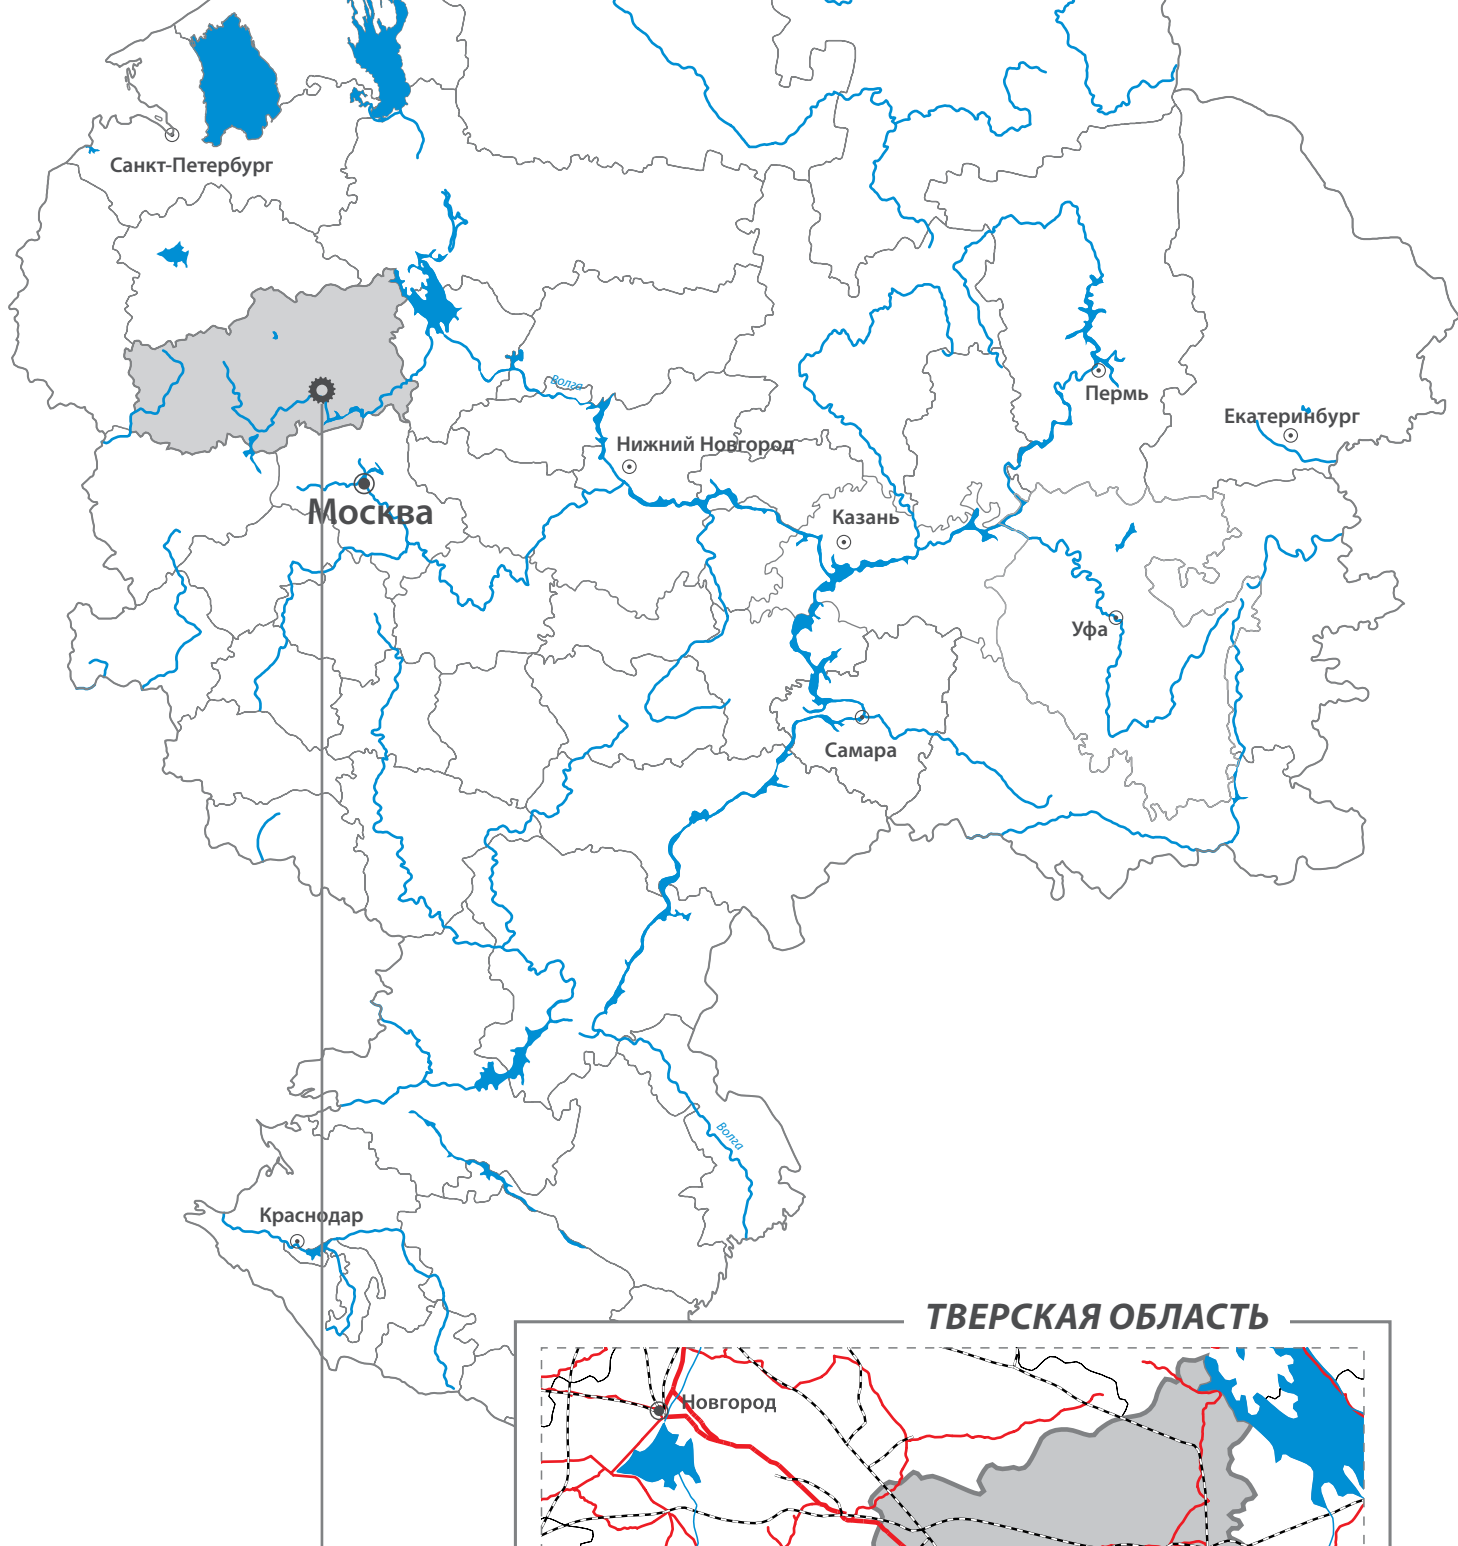 Санкт-Петербург
Волга
Пермь
Екатеринбург
Нижний Новгород
Москва
Казань
Уфа
Самара
Волга
Краснодар
ТВЕРСКАЯ ОБЛАСТЬ
Новгород